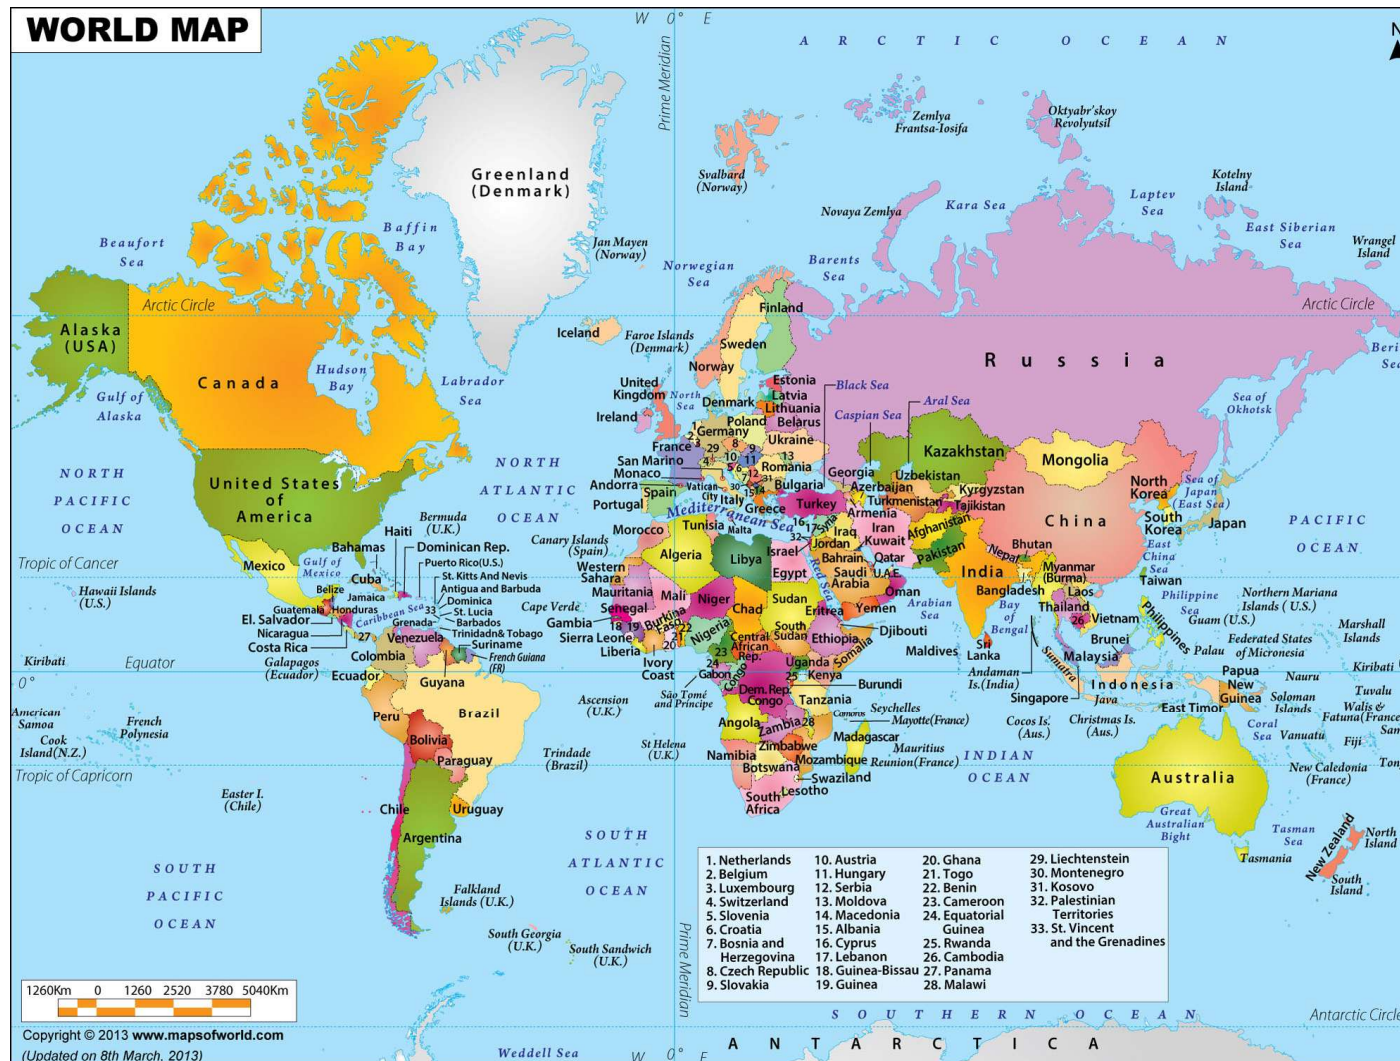 WORLD MAP
W 0° E
Prime Meridian
N
ARCTIC OCEAN
Greenland
(Denmark)
Svalbard
(Norway)
Zemlya
Frantsa-Iosifa
Oktyabr'skoy
Revolyutsil
Kotelny
Island
Laptev
Sea
Kara Sea
Novaya Zemlya
East Siberian
Sea
Wrangel
Island
Beaufort
Sea
Baffin
Bay
Jan Mayen
(Norway)
Norwegian
Sea
Barents
Sea
Arctic Circle
Arctic Circle
Alaska
(USA)
Canada
Hudson
Bay
Labrador
Sea
Gulf of
Alaska
Iceland
Faroe Islands
(Denmark)
Finland
Sweden
Norway
Russia
Sea of
Okhotsk
United
Kingdom
North
Sea
Ireland
Denmark
Estonia
Latvia
Lithuania
Belarus
Poland
Germany
Ukraine
Black Sea
Caspian Sea
Aral Sea
France
San Marino
Monaco
Andorra
Spain
Portugal
Vatican
City
Italy
Romania
Bulgaria
Greece
Turkey
Georgia
Azerbaijan
Armenia
Kazakhstan
Uzbekistan
Turkmenistan
Kyrgyzstan
Tajikistan
Mongolia
China
North
Korea
South
Korea
Sea of
Japan
(East Sea)
Japan
East
China
Sea
NORTH
PACIFIC
OCEAN
United States
of
America
NORTH
ATLANTIC
OCEAN
PACIFIC
OCEAN
Mediterranean Sea
Malta
Morocco
Canary Islands
(Spain)
Tunisia
Algeria
Libya
Egypt
Israel
Syria
Jordan
Iraq
Iran
Kuwait
Bahrain
Qatar
Saudi
Arabia
U.A.E.
Oman
Yemen
Red Sea
Afghanistan
Pakistan
Nepal
Bhutan
India
Bangladesh
Myanmar
(Burma)
Laos
Thailand
Vietnam
Taiwan
Philippine
Sea
Philippines
Tropic of Cancer
Tropic of Cancer
Hawaii Islands
(U.S.)
Mexico
Gulf of
Mexico
Bermuda
(U.K.)
Bahamas
Haiti
Dominican Rep.
Puerto Rico(U.S.)
St. Kitts And Nevis
Antigua and Barbuda
Dominica
St. Lucia
Barbados
Grenada
Trinidad& Tobago
Cuba
Jamaica
Belize
Honduras
Guatemala
El. Salvador
Nicaragua
Costa Rica
Caribbean Sea
33
27
Venezuela
Suriname
French Guiana
(FR)
Guyana
Colombia
Ecuador
Galapagos
(Ecuador)
Western
Sahara
Mauritania
Mali
Niger
Chad
Sudan
Eritrea
Cape Verde
Senegal
Gambia
Burkina
Faso
Sierra Leone
Liberia
Ivory
Coast
Nigeria
Central
African
Rep.
South
Sudan
Ethiopia
Somalia
Djibouti
Arabian
Sea
Bay
of
Bengal
Maldives
Sri
Lanka
Andaman
Is.(India)
Sumatra
Brunei
Malaysia
Singapore
Indonesia
Java
East Timor
Palau
Northern Mariana
Islands ( U.S.)
Guam (U.S.)
Federated States
of Micronesia
Marshall
Islands
Kiribati
Kiribati
Equator
0°
Nauru
Papua
New
Guinea
Soloman
Islands
Tuvalu
Walis &
Fatuna(France)
Vanuatu
Fiji
Coral
Sea
New Caledonia
(France)
Gabon
Congo
São Tomé
and Principe
Dem. Rep.
Congo
Uganda
Kenya
Burundi
Tanzania
Seychelles
Comoros
Mayotte(France)
Madagascar
Mauritius
Reunion(France)
Angola
Zambia
Zimbabwe
Mozambique
Namibia
Botswana
Swaziland
Lesotho
South
Africa
Ascension
(U.K.)
St Helena
(U.K.)
Trindade
(Brazil)
Brazil
Peru
Bolivia
Paraguay
Chile
Uruguay
Argentina
American
Samoa
Cook
Island(N.Z.)
French
Polynesia
Tropic of Capricorn
Easter I.
(Chile)
Cocos Is.
(Aus.)
Christmas Is.
(Aus.)
INDIAN
OCEAN
Australia
Great
Australian
Bight
Tasman
Sea
Tasmania
New Zealand
North
Island
South
Island
SOUTH
PACIFIC
OCEAN
SOUTH
ATLANTIC
OCEAN
Falkland
Islands (U.K.)
South Georgia
(U.K.)
South Sandwich
(U.K.)
Prime Meridian
1. Netherlands
2. Belgium
3. Luxembourg
4. Switzerland
5. Slovenia
6. Croatia
7. Bosnia and
Herzegovina
8. Czech Republic
9. Slovakia
10. Austria
11. Hungary
12. Serbia
13. Moldova
14. Macedonia
15. Albania
16. Cyprus
17. Lebanon
18. Guinea-Bissau
19. Guinea
20. Ghana
21. Togo
22. Benin
23. Cameroon
24. Equatorial
Guinea
25. Rwanda
26. Cambodia
27. Panama
28. Malawi
29. Liechtenstein
30. Montenegro
31. Kosovo
32. Palestinian
Territories
33. St. Vincent
and the Grenadines
1260Km 0 1260 2520 3780 5040Km
Copyright © 2013 www.mapsofworld.com
(Updated on 8th March, 2013)
SOUTHERN OCEAN
Antarctic Circle
Weddell Sea
W 0° E
ANTARCTICA